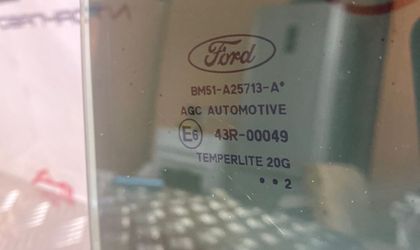 Ford
BM51-A25713-A*
AGC AUTOMOTIVE
E6 43R-00049
TEMPERLITE 20G
• • 2